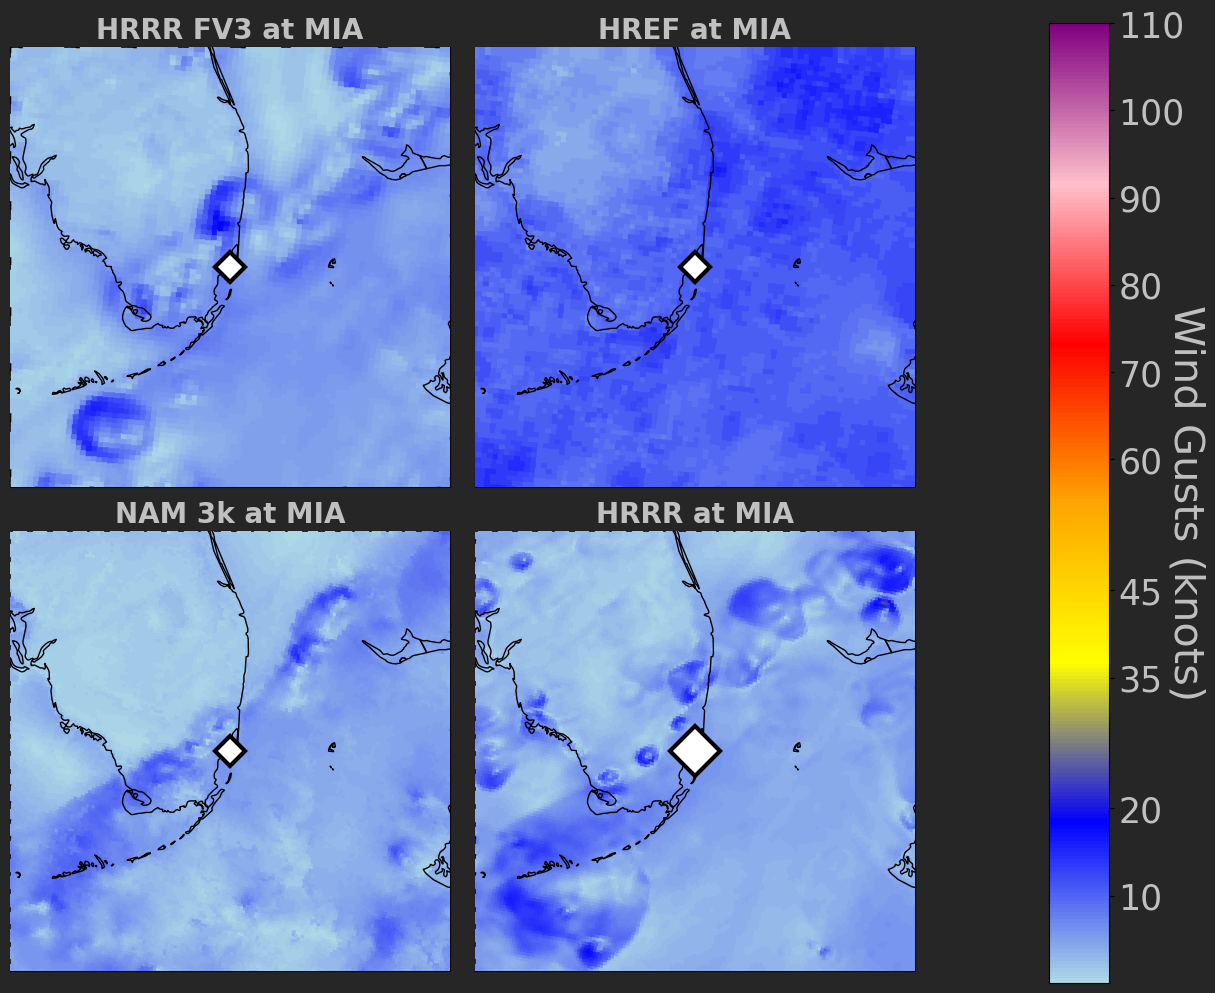 HRRR FV3 at MIA
HREF at MIA
NAM 3k at MIA
HRRR at MIA
110
100
90
80
70
60
45
35
20
10
Wind Gusts (knots)